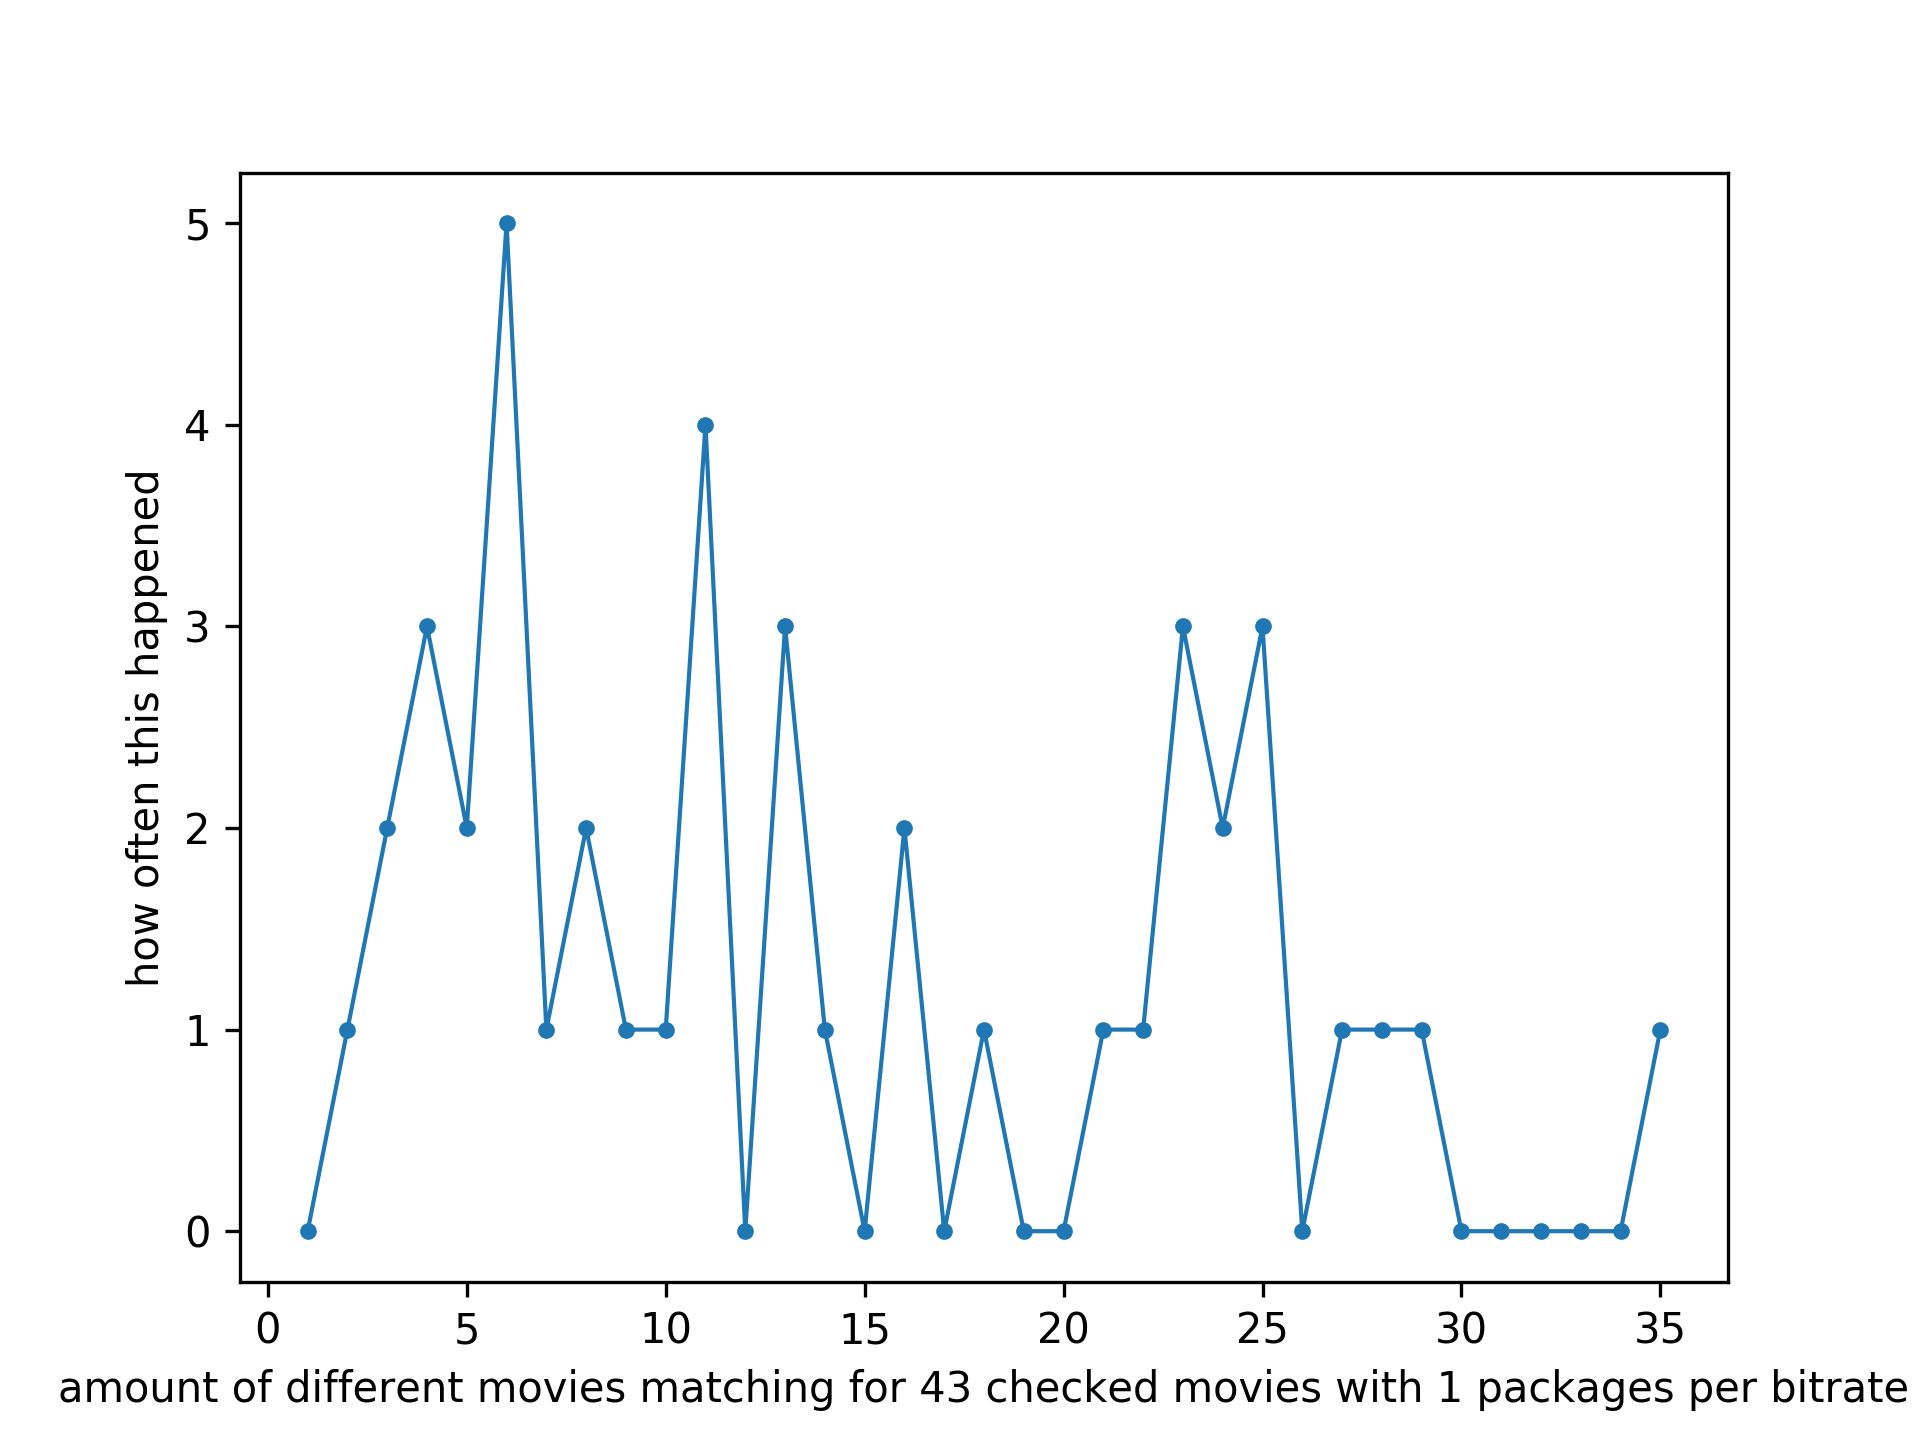 5
4
3
2
1
0
how often this happened
0 5 10 15 20 25 30 35
amount of different movies matching for 43 checked movies with 1 packages per bitrate